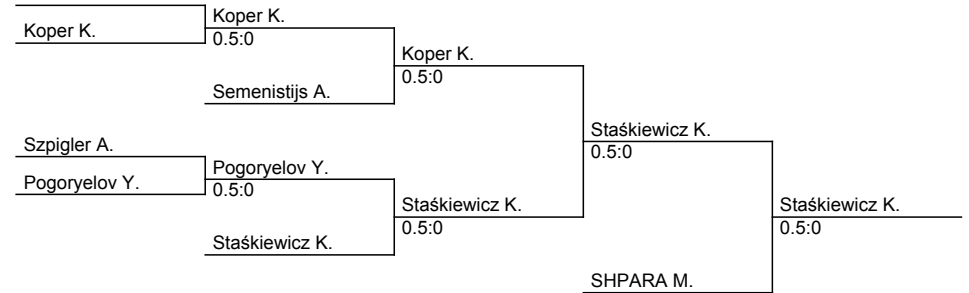 Koper K.
Koper K.
0.5:0
Koper K.
0.5:0
Semenistijs A.
Staśkiewicz K.
0.5:0
Szpigler A.
Pogoryelov Y.
Pogoryelov Y.
0.5:0
Staśkiewicz K.
0.5:0
Staśkiewicz K.
0.5:0
Staśkiewicz K.
SHPARA M.